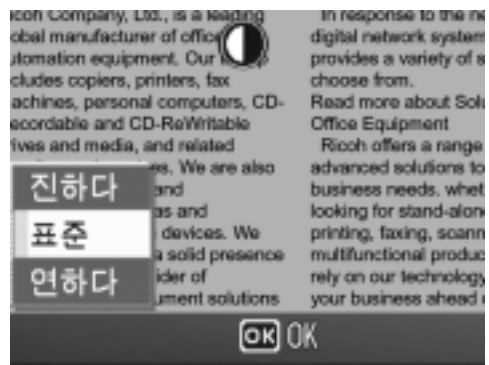 icoh Company, Ltd., is a leading
obal manufacturer of office
utomation equipment. Our
cludes copiers, printers, fax
achines, personal computers, CD-
ecordable and CD-ReWritable
ives and media, and related
es. We are also
and
as and
devices. We
a solid presence
ider of
ument solutions
In response to the ne
digital network system
provides a variety of s
choose from.
Read more about Solu
Office Equipment
Ricoh offers a range
advanced solutions to
business needs. whet
looking for stand-alone
printing, faxing, scann
multifunctional produc
rely on our technology
your business ahead o
진하다
표준
연하다
OK OK